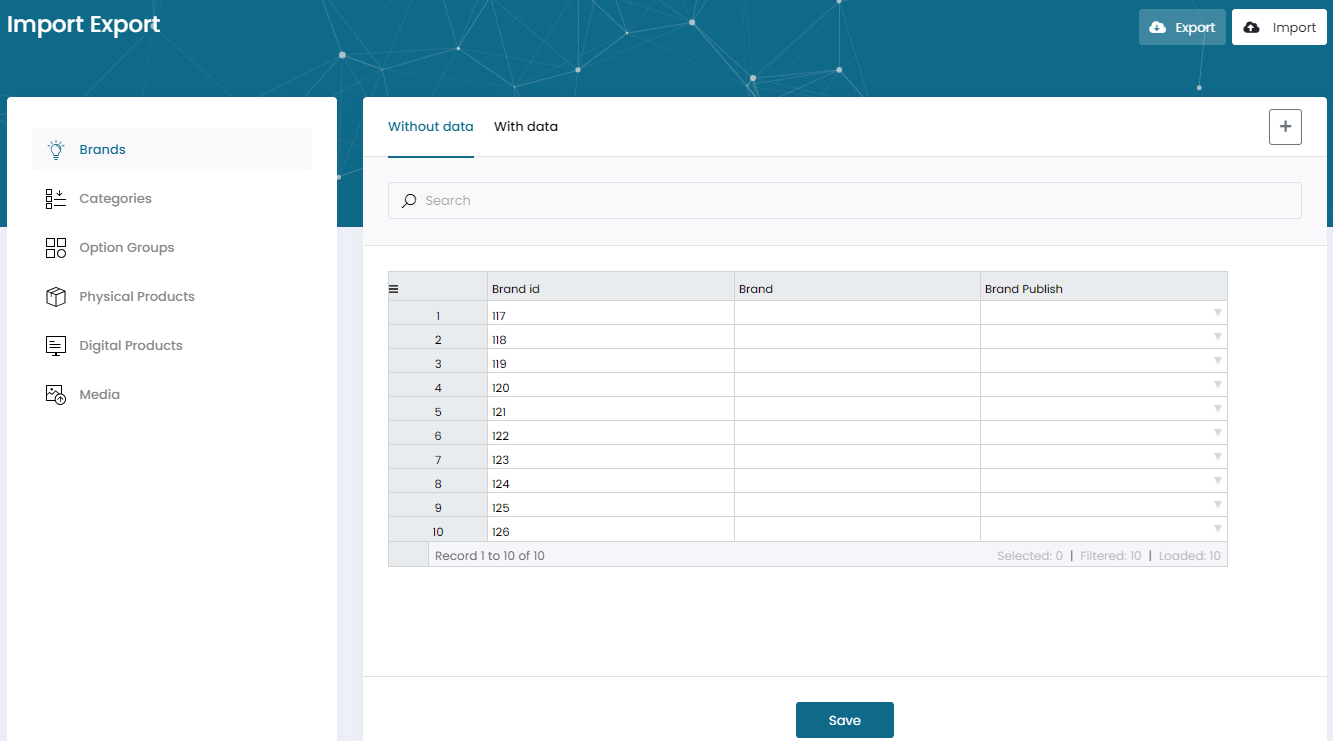 Import Export
Export
Import
Brands
Categories
Option Groups
Physical Products
Digital Products
Media
Without data
With data
Search
Brand id Brand Brand Publish
1 117
2 118
3 119
4 120
5 121
6 122
7 123
8 124
9 125
10 126
Record 1 to 10 of 10 Selected: 0 | Filtered: 10 | Loaded: 10
Save